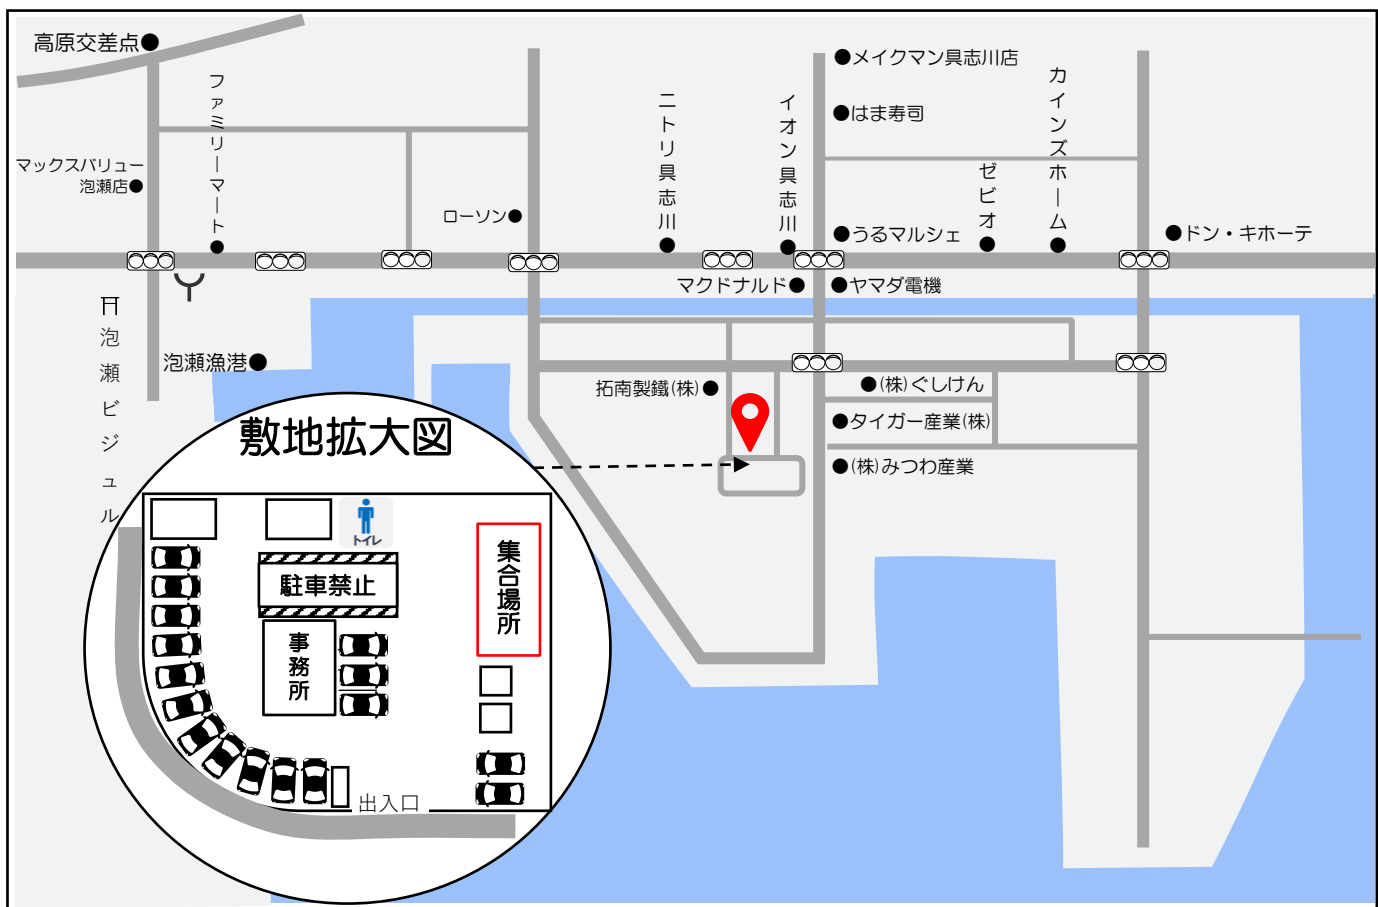 高原交差点
ファミリーマート
マックスバリュー
泡瀬店
ローソン
ニトリ具志川
イオン具志川
メイクマン具志川店
はま寿司
カインズホーム
ゼビオ
うるマルシェ
ドン・キホーテ
マクドナルド
ヤマダ電機
泡瀬ビジュル
泡瀬漁港
拓南製鐵(株)
(株)ぐしけん
タイガー産業(株)
(株)みつわ産業
敷地拡大図
トイレ
駐車禁止
集合場所
事務所
出入口